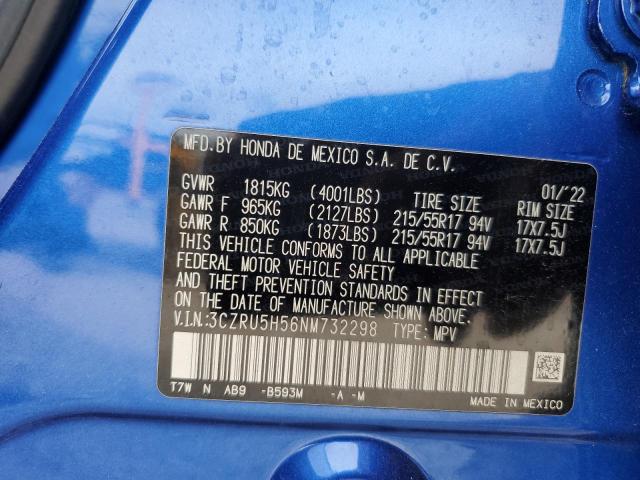 MFD. BY HONDA DE MEXICO S.A. DE C.V.
01/'22
GVWR 1815KG (4001LBS) TIRE SIZE RIM SIZE
GAWR F 965KG (2127LBS) 215/55R17 94V 17X7.5J
GAWR R 850KG (1873LBS) 215/55R17 94V 17X7.5J
THIS VEHICLE CONFORMS TO ALL APPLICABLE
FEDERAL MOTOR VEHICLE SAFETY
AND THEFT PREVENTION STANDARDS IN EFFECT
ON THE DATE OF MANUFACTURE SHOWN ABOVE.
V.I.N.:3CZRU5H56NM732298 TYPE: MPV
T7W N AB9 -B593M -A -M
MADE IN MEXICO